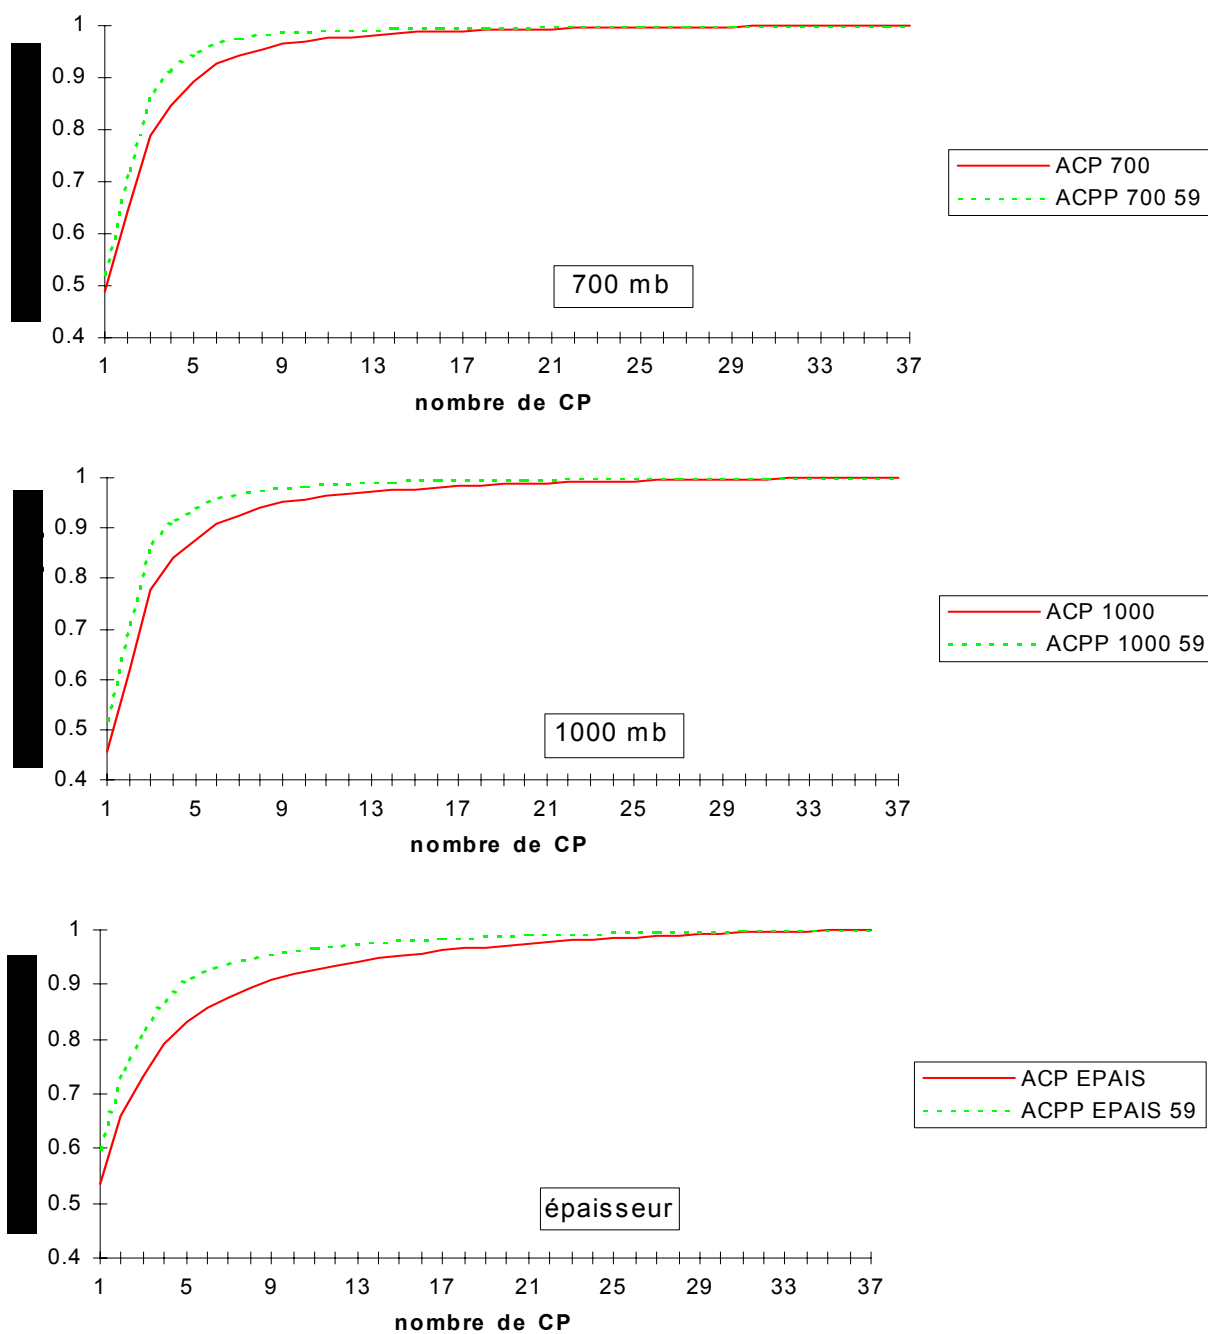 1
0.9
0.8
0.7
0.6
0.5
0.4
1 5 9 13 17 21 25 29 33 37
nombre de CP
700 mb
ACP 700
ACPP 700 59
1
0.9
0.8
0.7
0.6
0.5
0.4
1 5 9 13 17 21 25 29 33 37
nombre de CP
1000 mb
ACP 1000
ACPP 1000 59
1
0.9
0.8
0.7
0.6
0.5
0.4
1 5 9 13 17 21 25 29 33 37
nombre de CP
épaisseur
ACP EPAIS
ACPP EPAIS 59